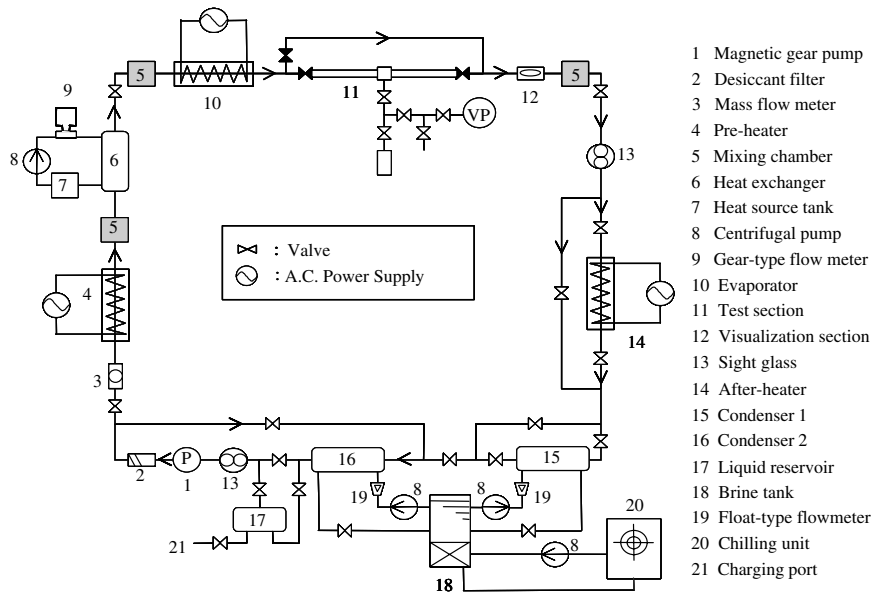 10
11
VP
12
5
5
13
9
8
7
6
5
4
3
14
: Valve
: A.C. Power Supply
2
P
1
13
16
15
19
8
8
19
17
21
18
8
20
1 Magnetic gear pump
2 Desiccant filter
3 Mass flow meter
4 Pre-heater
5 Mixing chamber
6 Heat exchanger
7 Heat source tank
8 Centrifugal pump
9 Gear-type flow meter
10 Evaporator
11 Test section
12 Visualization section
13 Sight glass
14 After-heater
15 Condenser 1
16 Condenser 2
17 Liquid reservoir
18 Brine tank
19 Float-type flowmeter
20 Chilling unit
21 Charging port